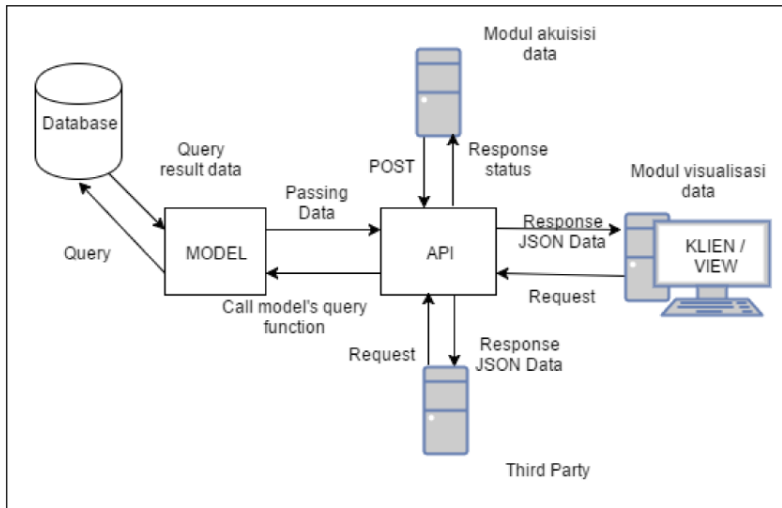 Modul akuisisi
data
Database
Query
result data
POST
Response
status
Modul visualisasi
data
Passing
Data
Response
JSON Data
KLIEN /
VIEW
Query
MODEL
API
Call model's query
function
Request
Request
Response
JSON Data
Third Party